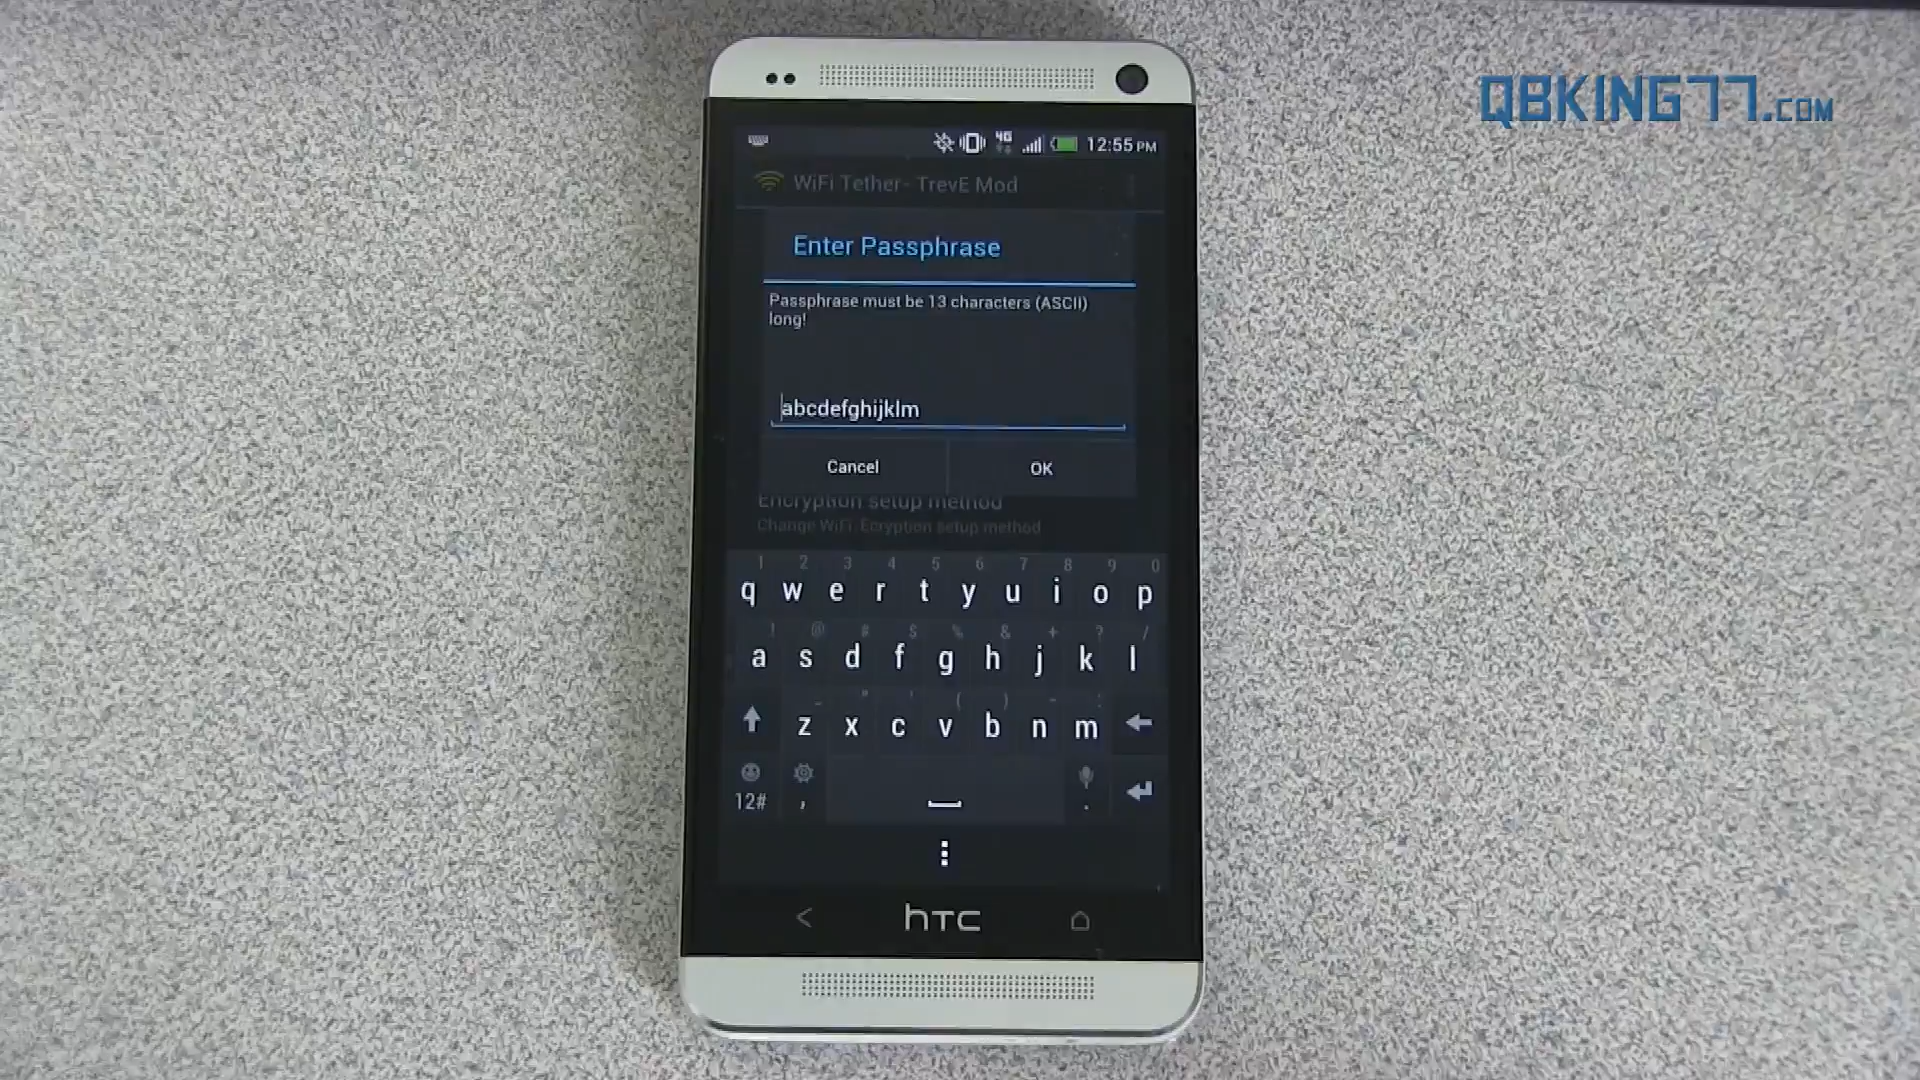 QBKING77.COM
4G 12:55 PM
WiFi Tether- TrevE Mod
Enter Passphrase
Passphrase must be 13 characters (ASCII)
long!
abcdefghijklm
Cancel OK
Encryption setup method
Change WiFi Ecryption setup method
1 2 3 4 5 6 7 8 9 0
q w e r t y u i o p
! @ # $ % & + ? /
a s d f g h j k l
_ " ' ( ) - :
z x c v b n m
12# , .
hTC